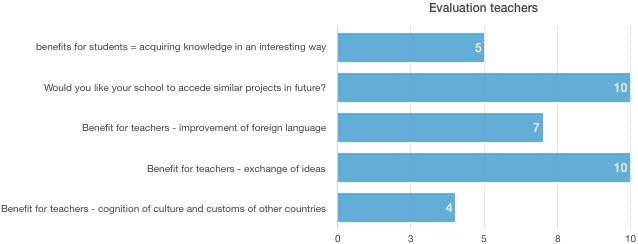 Evaluation teachers
benefits for students = acquiring knowledge in an interesting way
5
Would you like your school to accede similar projects in future?
10
Benefit for teachers - improvement of foreign language
7
Benefit for teachers - exchange of ideas
10
Benefit for teachers - cognition of culture and customs of other countries
4
0 3 5 8 10